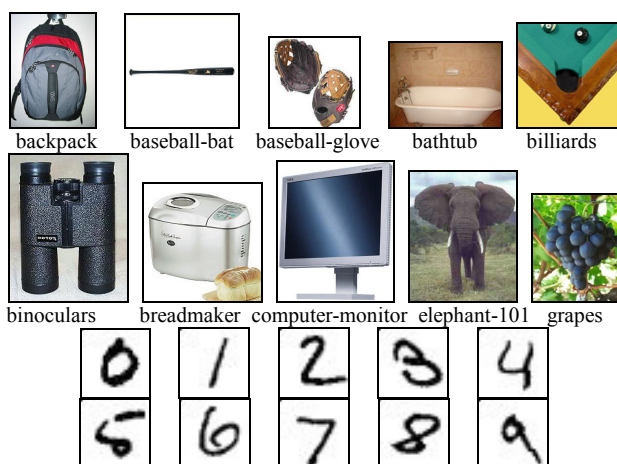 backpack baseball-bat baseball-glove bathtub billiards
binoculars breadmaker computer-monitor elephant-101 grapes
0 1 2 3 4
5 6 7 8 9